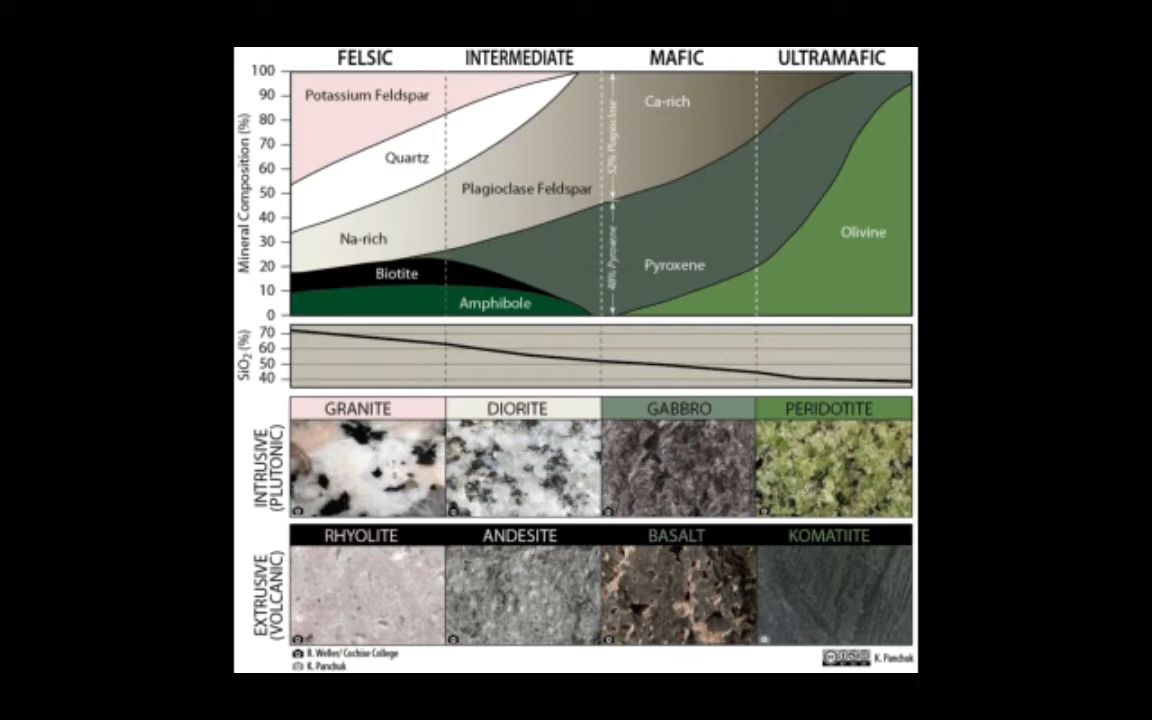 FELSIC INTERMEDIATE MAFIC ULTRAMAFIC
Mineral Composition (%)
100
90
80
70
60
50
40
30
20
10
0
Potassium Feldspar
Quartz
Na-rich
Biotite
Amphibole
Plagioclase Feldspar
52% Plagioclase
48% Pyroxene
Ca-rich
Pyroxene
Olivine
SiO₂ (%)
70
60
50
40
INTRUSIVE
(PLUTONIC)
GRANITE DIORITE GABBRO PERIDOTITE
EXTRUSIVE
(VOLCANIC)
RHYOLITE ANDESITE BASALT KOMATIITE
R. Weller/ Cochise College
K. Panchuk
K. Panchuk